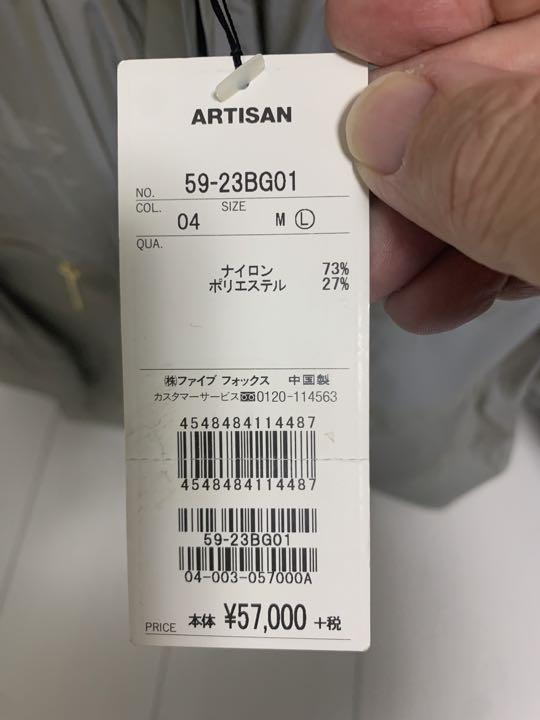 ARTISAN
NO. 59-23BG01
COL. 04 SIZE M Ⓛ
QUA.
ナイロン 73%
ポリエステル 27%
㈱ファイブ フォックス 中国製
カスタマーサービス 0120-114563
4548484114487
4548484114487
59-23BG01
04-003-057000A
PRICE 本体 ¥57,000 +税